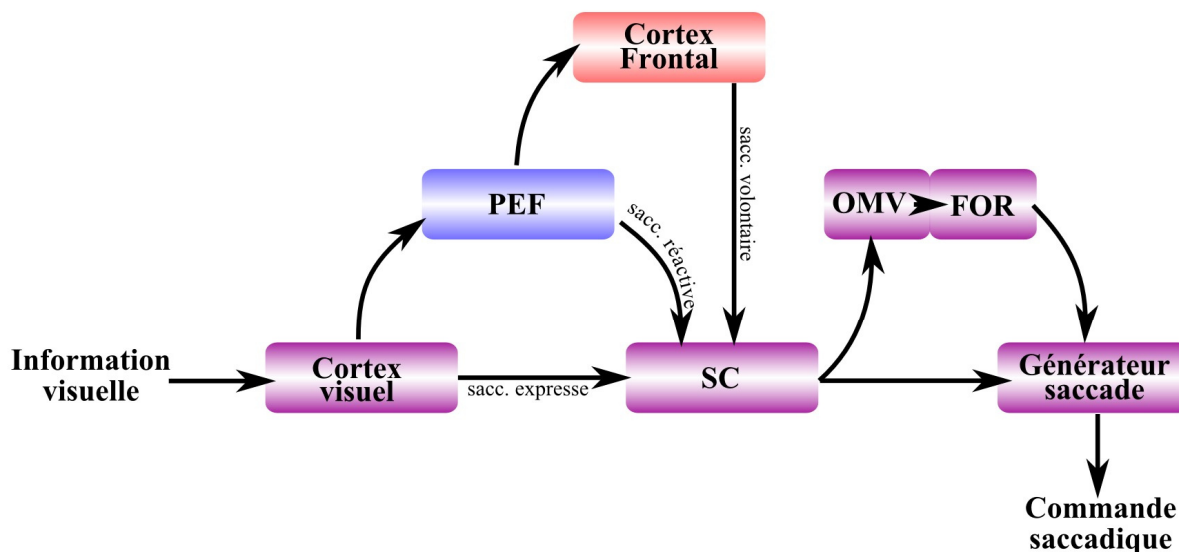 Cortex
Frontal
PEF
sacc. réactive
sacc. volontaire
OMV
FOR
Information
visuelle
Cortex
visuel
sacc. expresse
SC
Générateur
saccade
Commande
saccadique